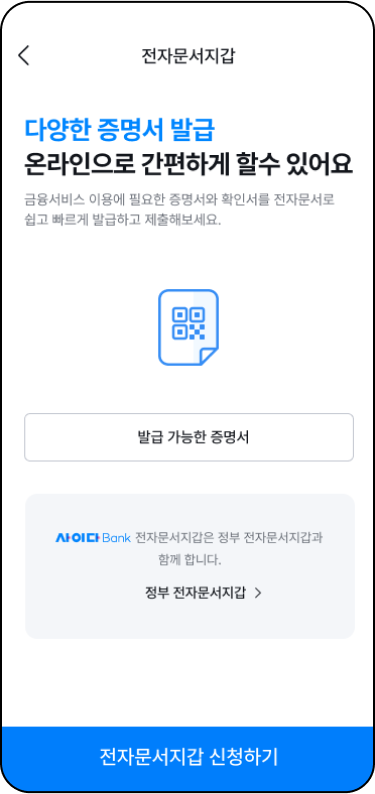 전자문서지갑
다양한 증명서 발급
온라인으로 간편하게 할수 있어요
금융서비스 이용에 필요한 증명서와 확인서를 전자문서로
쉽고 빠르게 발급하고 제출해보세요.
발급 가능한 증명서
사이다Bank 전자문서지갑은 정부 전자문서지갑과
함께 합니다.
정부 전자문서지갑
전자문서지갑 신청하기